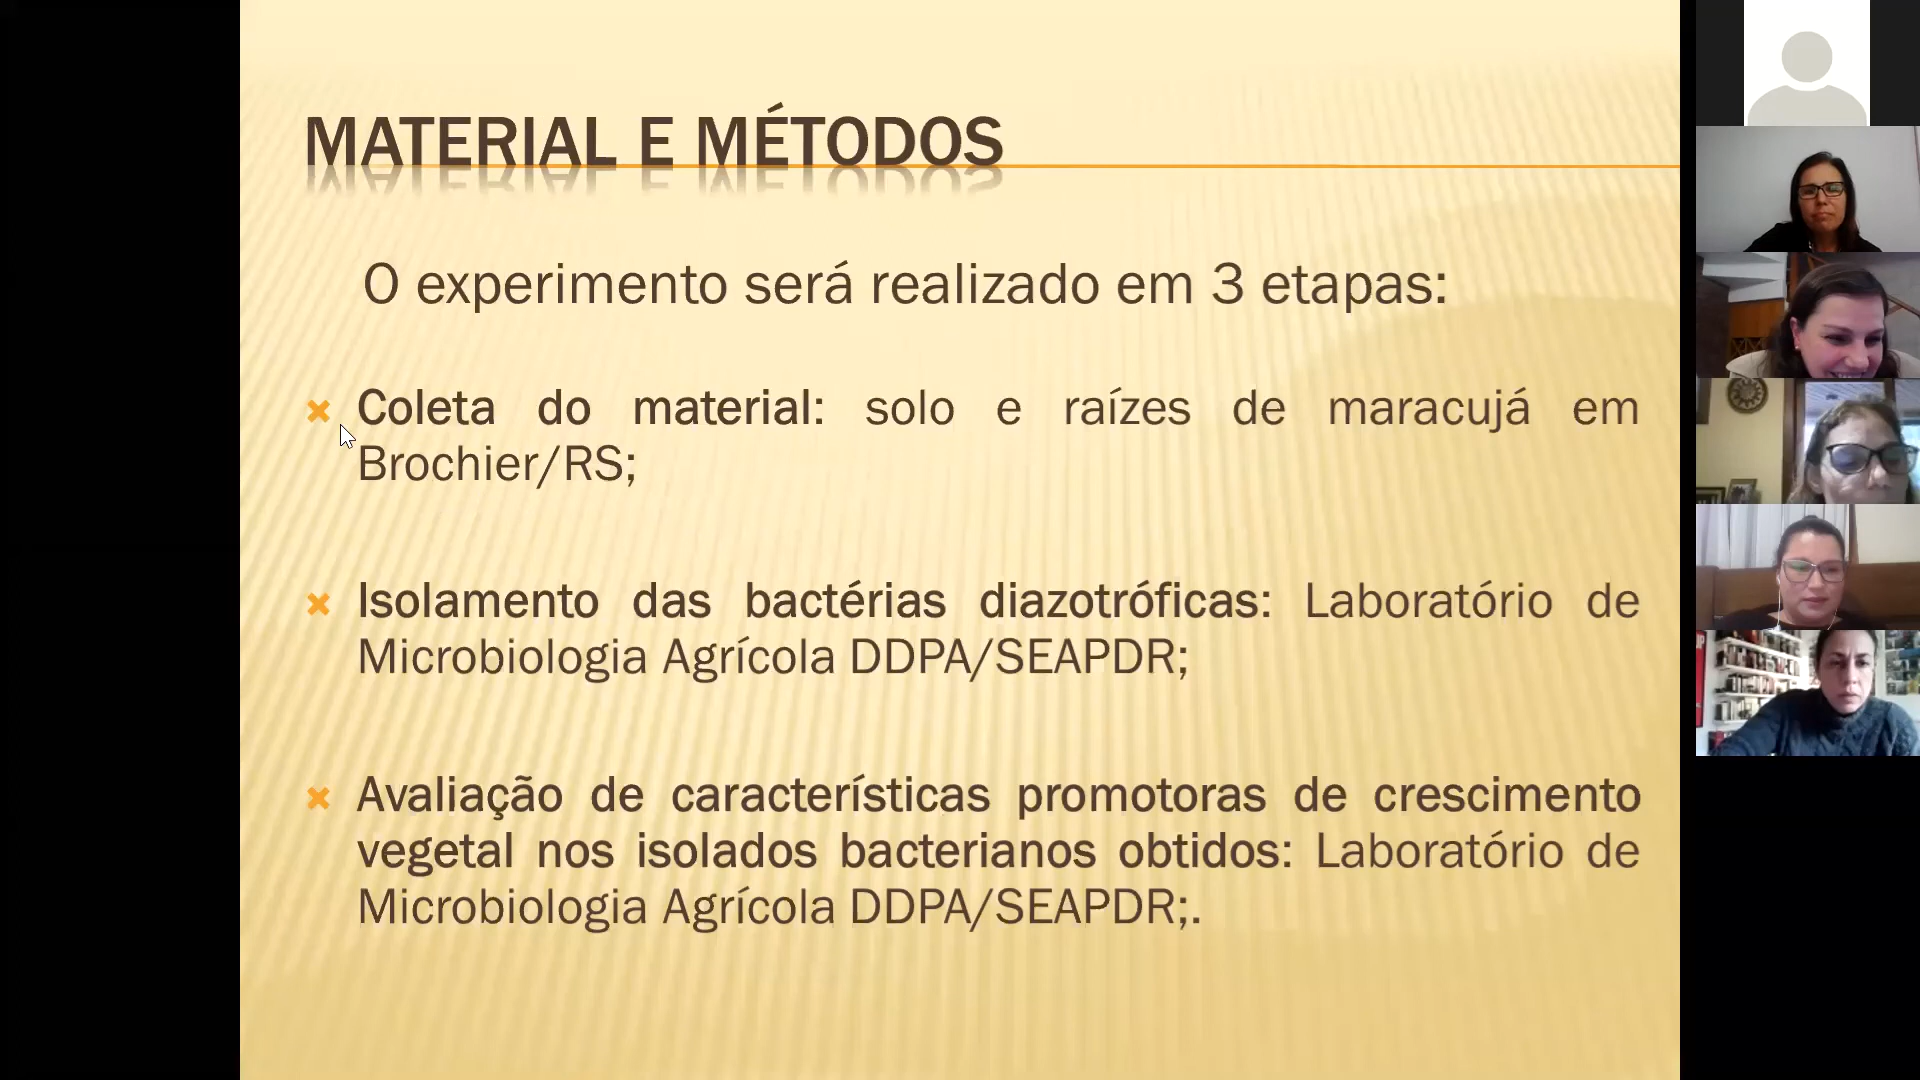 MATERIAL E MÉTODOS
O experimento será realizado em 3 etapas:
Coleta do material: solo e raízes de maracujá em
Brochier/RS;
Isolamento das bactérias diazotróficas: Laboratório de
Microbiologia Agrícola DDPA/SEAPDR;
Avaliação de características promotoras de crescimento
vegetal nos isolados bacterianos obtidos: Laboratório de
Microbiologia Agrícola DDPA/SEAPDR;.